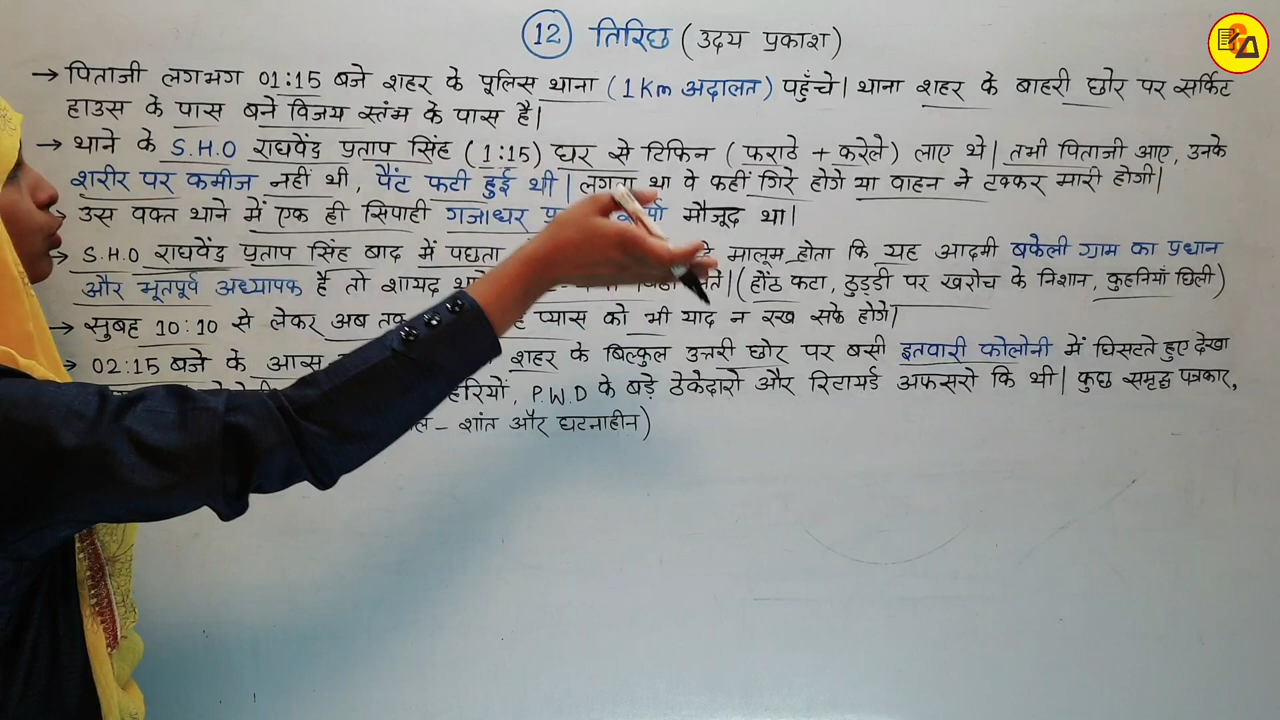 12 तिरिछ (उदय प्रकाश)
→ पिताजी लगभग 01:15 बजे शहर के पूलिस थाना (1Km अदालत) पहुँचे। थाना शहर के बाहरी छोर पर सर्किट
हाउस के पास बने विजय स्तंभ के पास है।
→ थाने के S.H.O राघवेंद्र प्रताप सिंह (1:15) घर से टिफिन (पराठे + करेले) लाए थे। तभी पिताजी आए, उनके
शरीर पर कमीज नहीं थी, पैंट फटी हुई थी। लगता था वे कहीं गिरे होगे या वाहन ने टक्कर मारी होगी।
→ उस वक्त थाने में एक ही सिपाही गजाधर मौजूद था।
→ S.H.O राघवेंद्र प्रताप सिंह बाद में पछता मालूम होता कि यह आदमी बकेली ग्राम का प्रधान
और भूतपूर्व अध्यापक है तो शायद (होंठ कटा, ठुड्डी पर खरोच के निशान, कुहनियाँ छिली)
→ सुबह 10:10 से लेकर अब तक प्यास को भी याद न रख सके होगे।
→ 02:15 बजे के आस शहर के बिल्कुल उत्तरी छोर पर बसी इतवारी कोलोनी में घिसटते हुए देखा
P.W.D के बड़े ठेकेदारो और रिटायर्ड अफसरो कि थी। कुछ समृद्ध पत्रकार,
शांत और घटनाहीन)